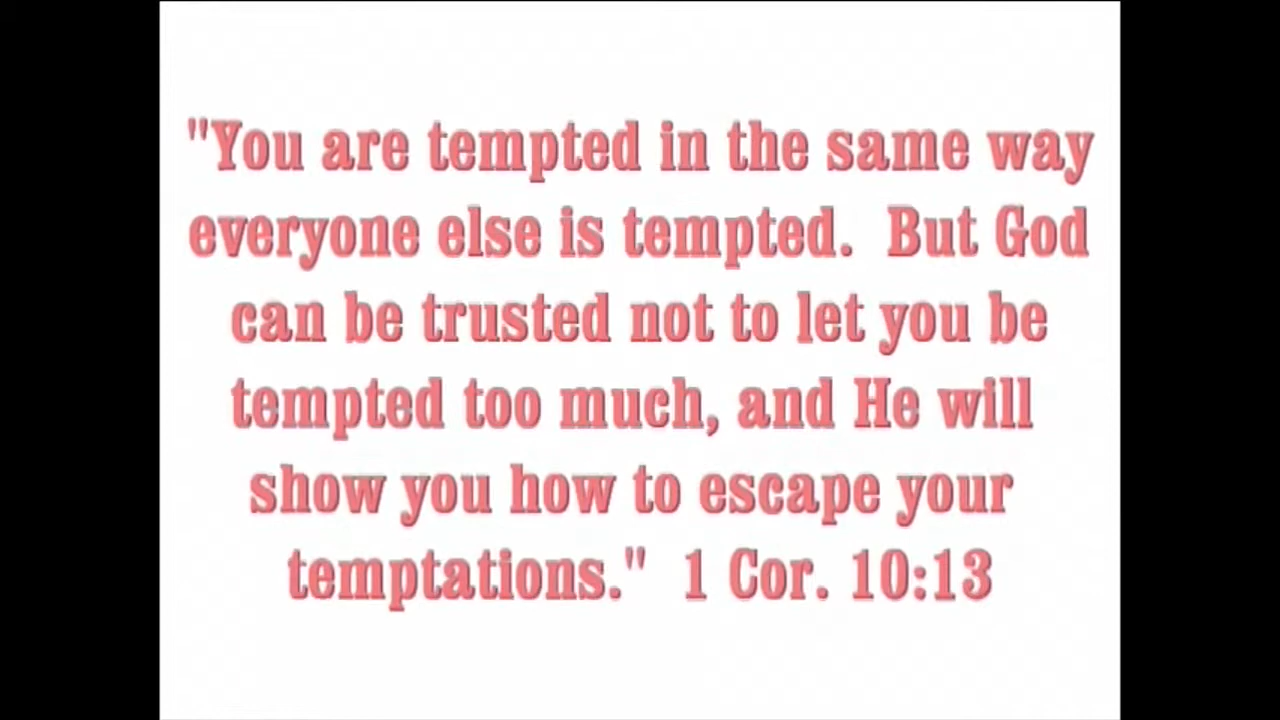 "You are tempted in the same way
everyone else is tempted.  But God
can be trusted not to let you be
tempted too much, and He will
show you how to escape your
temptations."  1 Cor. 10:13